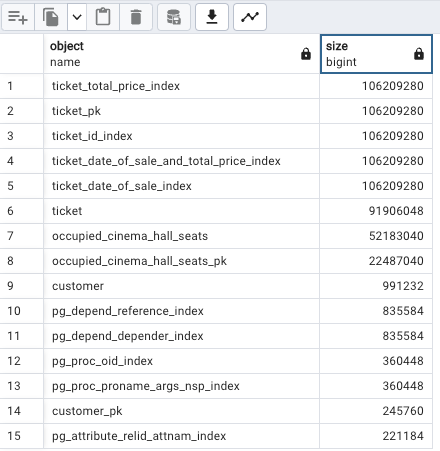 object size
name bigint
1 ticket_total_price_index 106209280
2 ticket_pk 106209280
3 ticket_id_index 106209280
4 ticket_date_of_sale_and_total_price_index 106209280
5 ticket_date_of_sale_index 106209280
6 ticket 91906048
7 occupied_cinema_hall_seats 52183040
8 occupied_cinema_hall_seats_pk 22487040
9 customer 991232
10 pg_depend_reference_index 835584
11 pg_depend_depender_index 835584
12 pg_proc_oid_index 360448
13 pg_proc_proname_args_nsp_index 360448
14 customer_pk 245760
15 pg_attribute_relid_attnam_index 221184